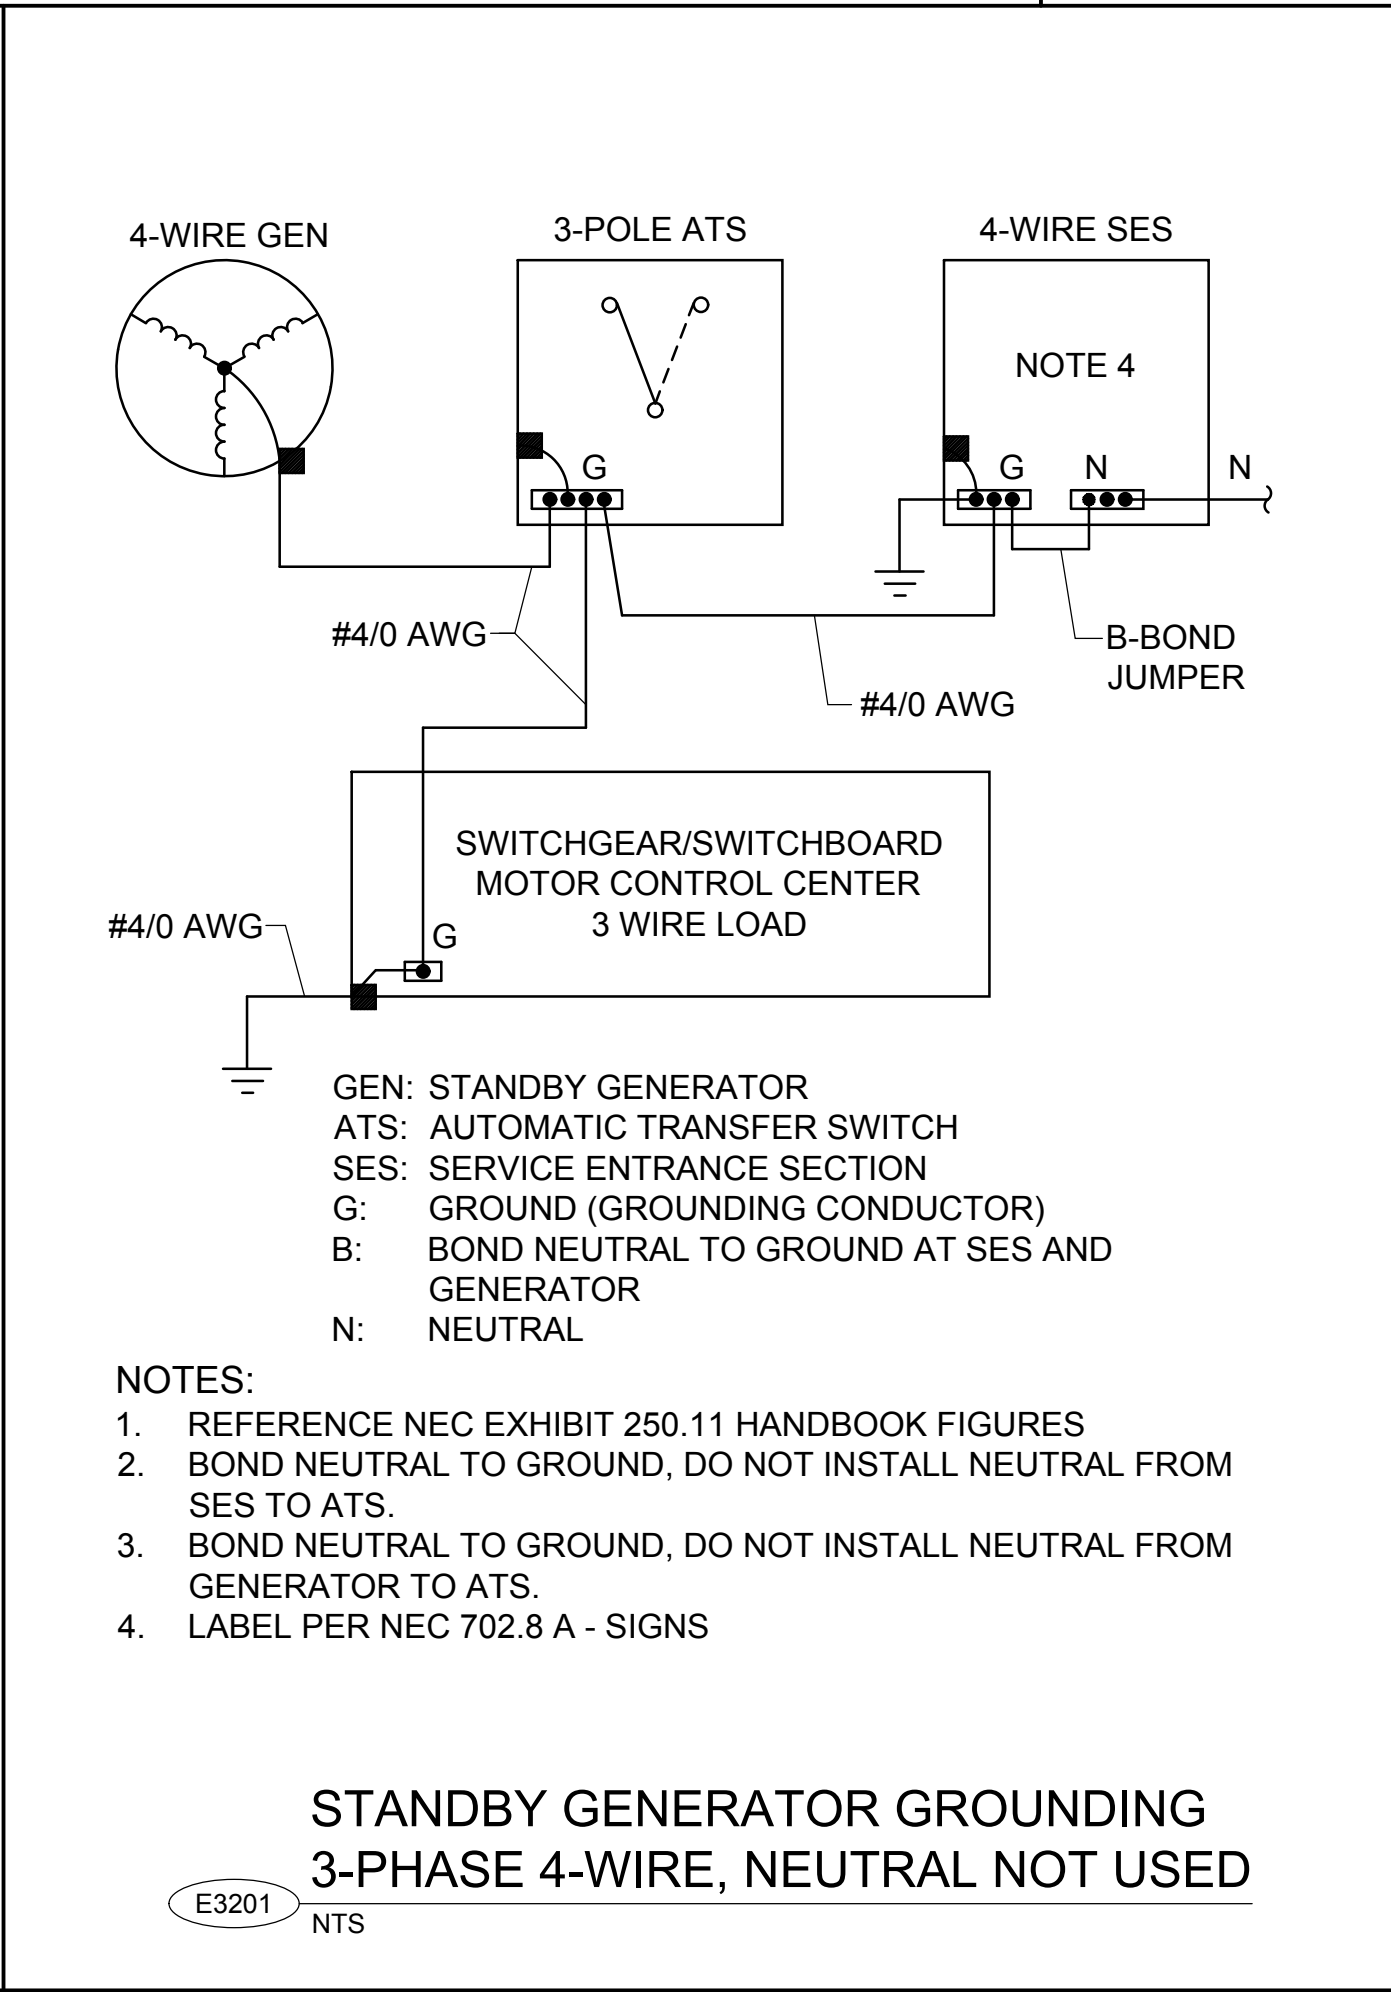 4-WIRE GEN
3-POLE ATS
4-WIRE SES
NOTE 4
G
G
N
N
#4/0 AWG
B-BOND
JUMPER
#4/0 AWG
SWITCHGEAR/SWITCHBOARD
MOTOR CONTROL CENTER
3 WIRE LOAD
#4/0 AWG
G
GEN: STANDBY GENERATOR
ATS: AUTOMATIC TRANSFER SWITCH
SES: SERVICE ENTRANCE SECTION
G: GROUND (GROUNDING CONDUCTOR)
B: BOND NEUTRAL TO GROUND AT SES AND
GENERATOR
N: NEUTRAL
NOTES:
1. REFERENCE NEC EXHIBIT 250.11 HANDBOOK FIGURES
2. BOND NEUTRAL TO GROUND, DO NOT INSTALL NEUTRAL FROM
SES TO ATS.
3. BOND NEUTRAL TO GROUND, DO NOT INSTALL NEUTRAL FROM
GENERATOR TO ATS.
4. LABEL PER NEC 702.8 A - SIGNS
STANDBY GENERATOR GROUNDING
3-PHASE 4-WIRE, NEUTRAL NOT USED
E3201
NTS